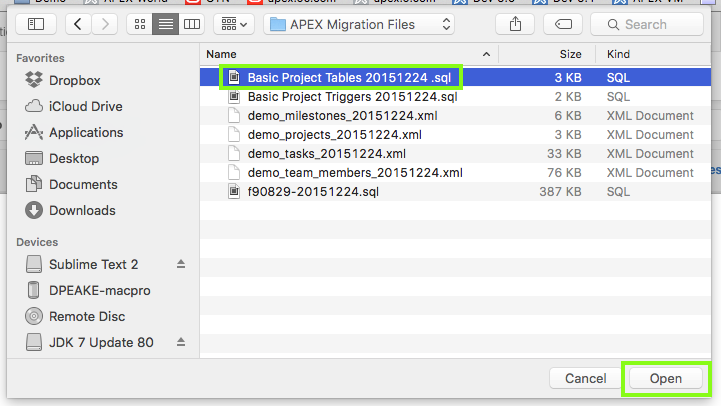 APEX Migration Files
Search
Favorites
Dropbox
iCloud Drive
Applications
Desktop
Documents
Downloads
Devices
Sublime Text 2
DPEAKE-macpro
Remote Disc
JDK 7 Update 80
Name Size Kind
Basic Project Tables 20151224 .sql 3 KB SQL
Basic Project Triggers 20151224.sql 2 KB SQL
demo_milestones_20151224.xml 6 KB XML Document
demo_projects_20151224.xml 3 KB XML Document
demo_tasks_20151224.xml 33 KB XML Document
demo_team_members_20151224.xml 76 KB XML Document
f90829-20151224.sql 387 KB SQL
Cancel Open